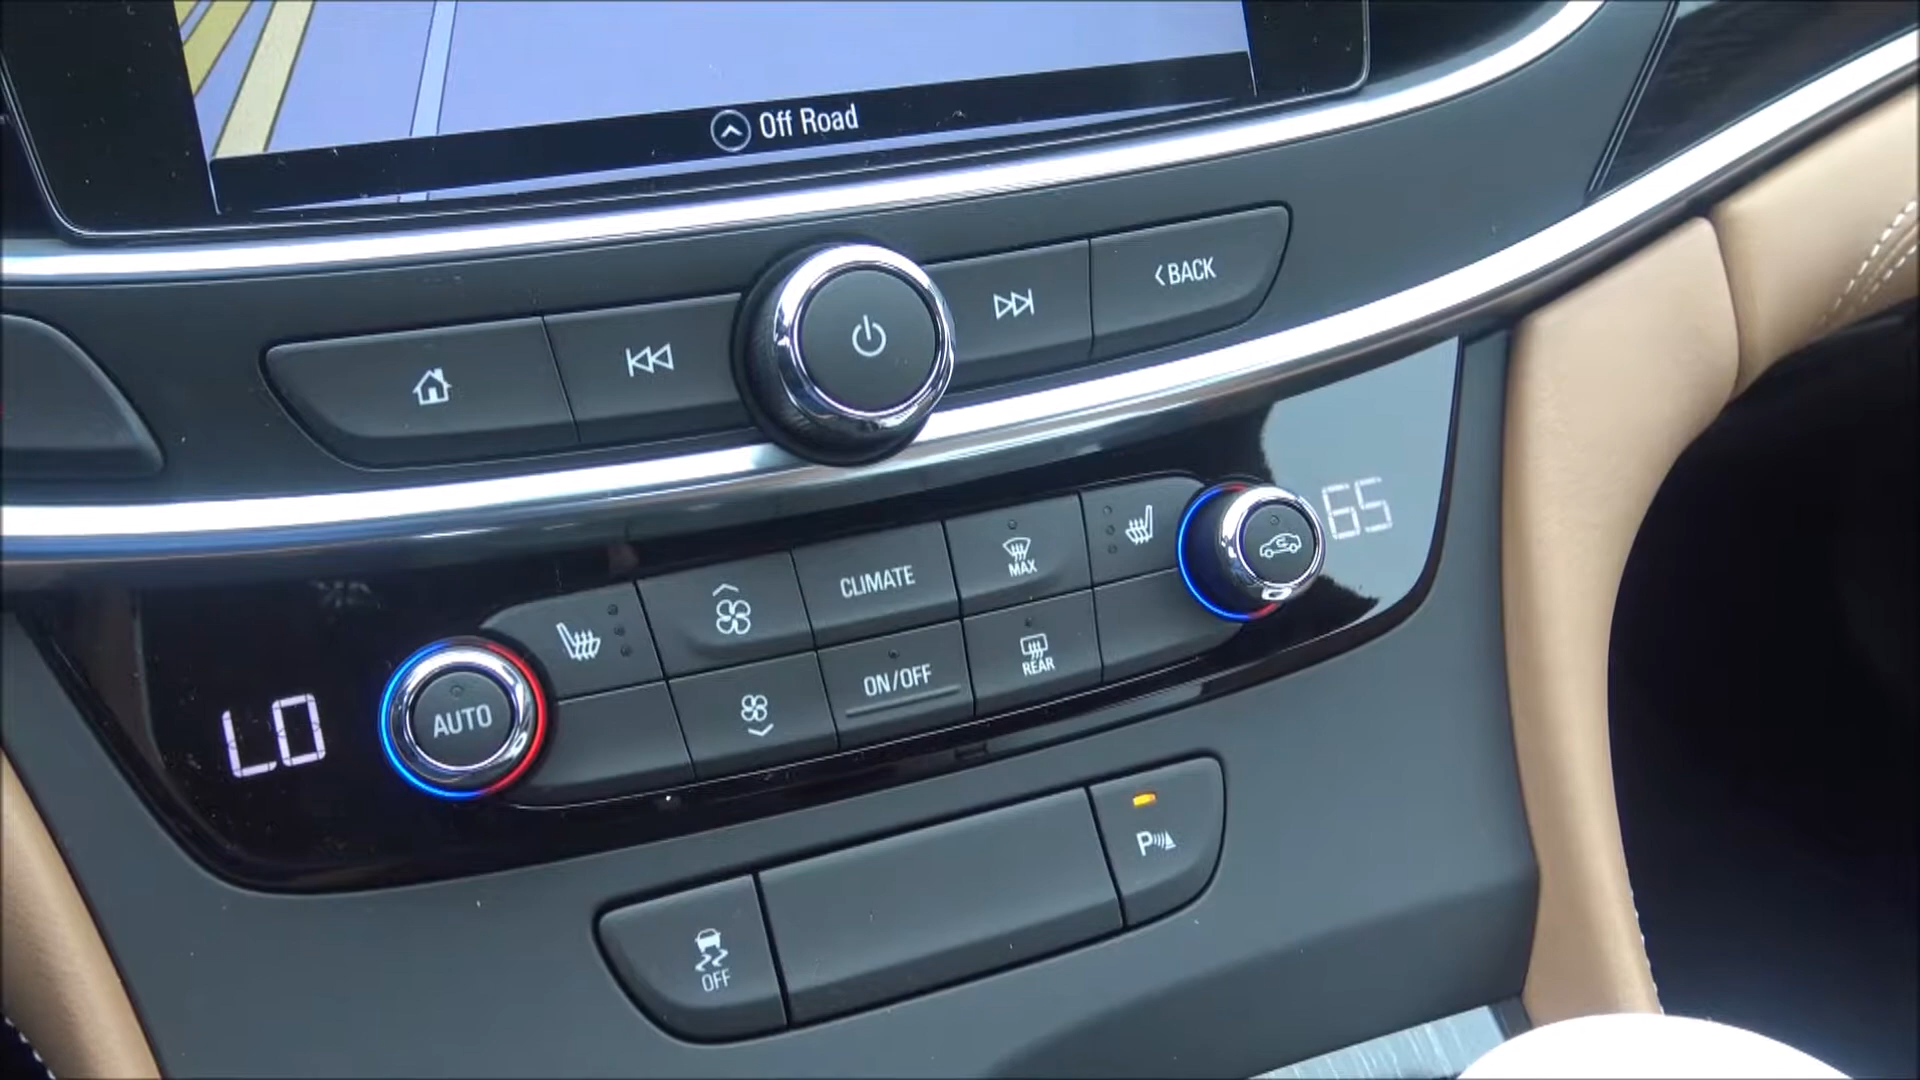 Off Road
<BACK
65
MAX
CLIMATE
AUTO
LO
ON/OFF
REAR
P
OFF